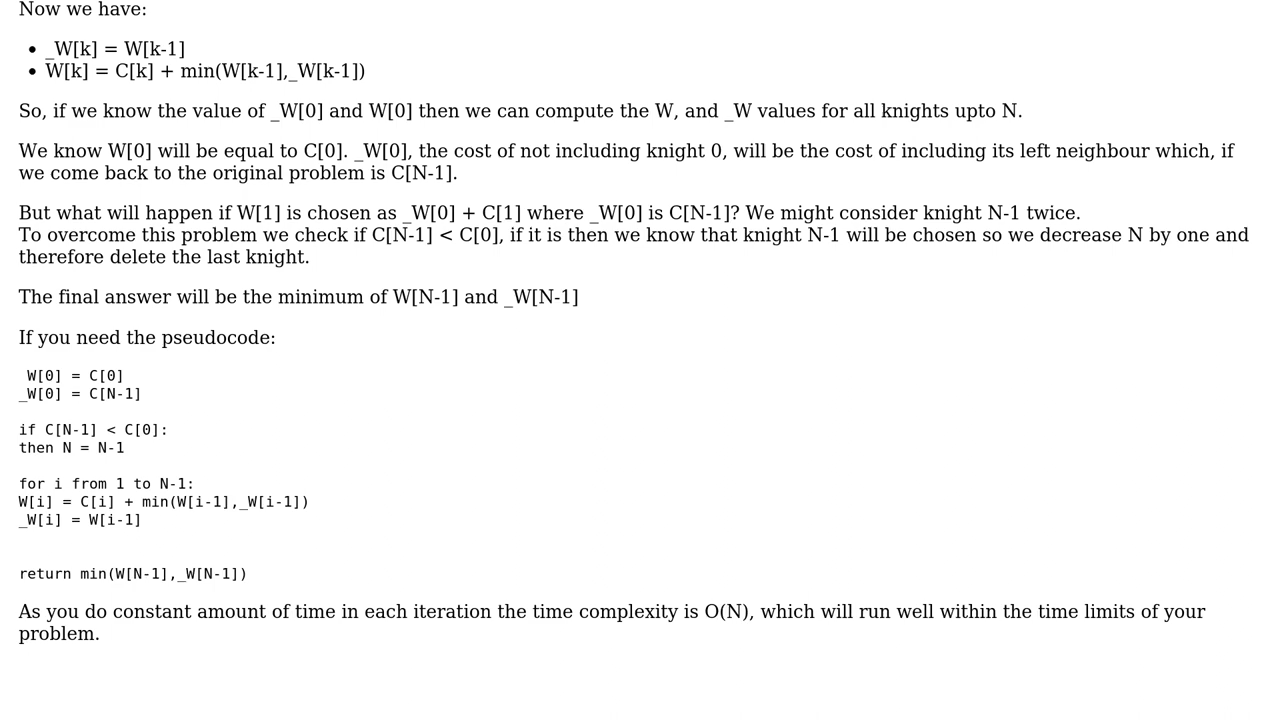 Now we have:
• _W[k] = W[k-1]
• W[k] = C[k] + min(W[k-1],_W[k-1])
So, if we know the value of _W[0] and W[0] then we can compute the W, and _W values for all knights upto N.
We know W[0] will be equal to C[0]. _W[0], the cost of not including knight 0, will be the cost of including its left neighbour which, if
we come back to the original problem is C[N-1].
But what will happen if W[1] is chosen as _W[0] + C[1] where _W[0] is C[N-1]? We might consider knight N-1 twice.
To overcome this problem we check if C[N-1] < C[0], if it is then we know that knight N-1 will be chosen so we decrease N by one and
therefore delete the last knight.
The final answer will be the minimum of W[N-1] and _W[N-1]
If you need the pseudocode:
W[0] = C[0]
_W[0] = C[N-1]
if C[N-1] < C[0]:
then N = N-1
for i from 1 to N-1:
W[i] = C[i] + min(W[i-1],_W[i-1])
_W[i] = W[i-1]
return min(W[N-1],_W[N-1])
As you do constant amount of time in each iteration the time complexity is O(N), which will run well within the time limits of your
problem.